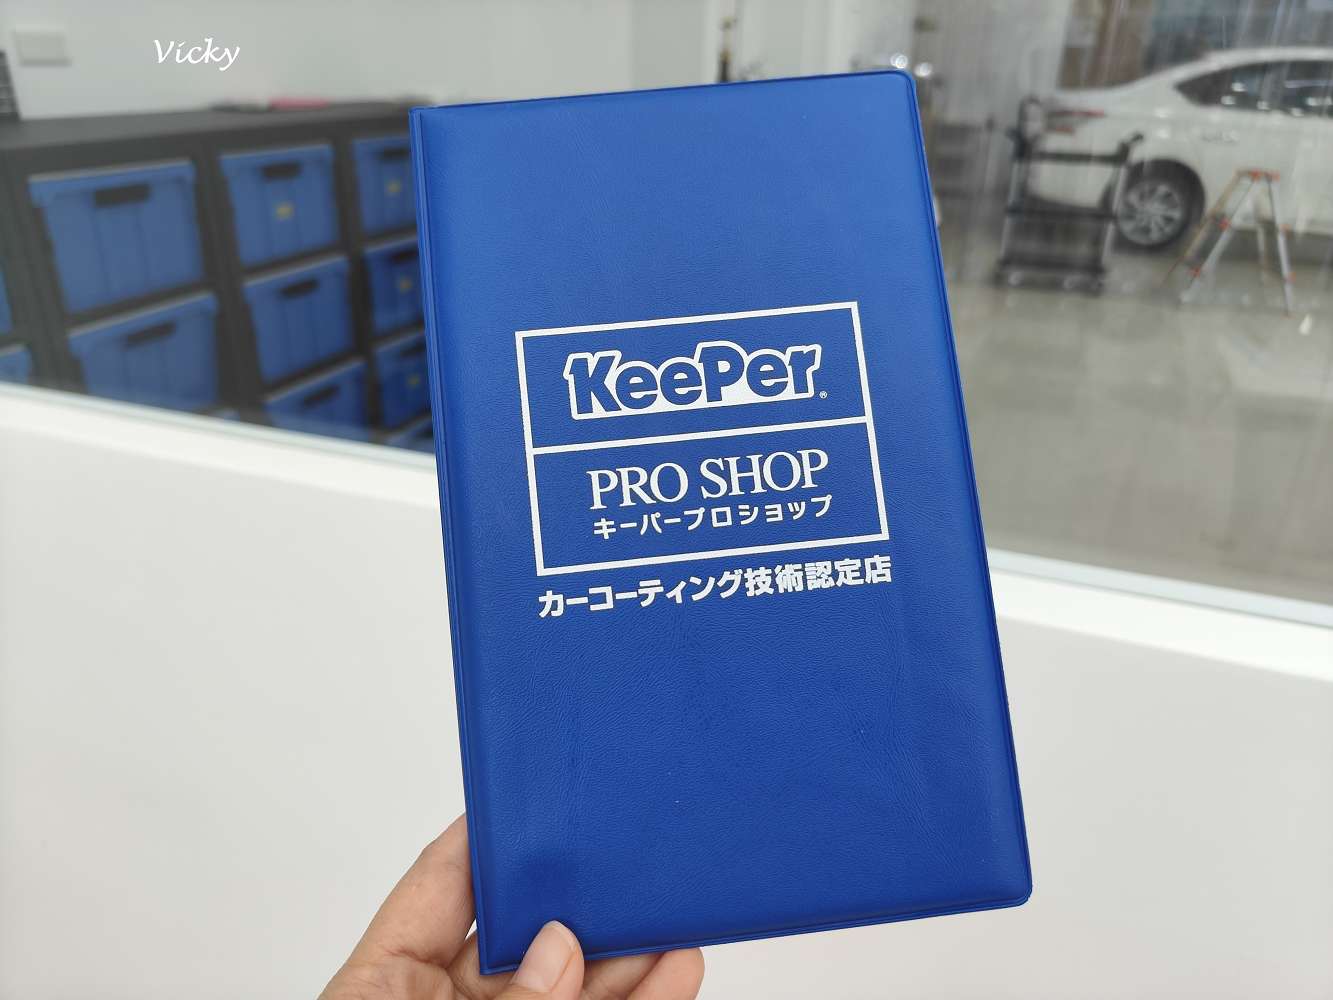 Vicky
KeePer®
PRO SHOP
キーパープロショップ
カーコーティング技術認定店